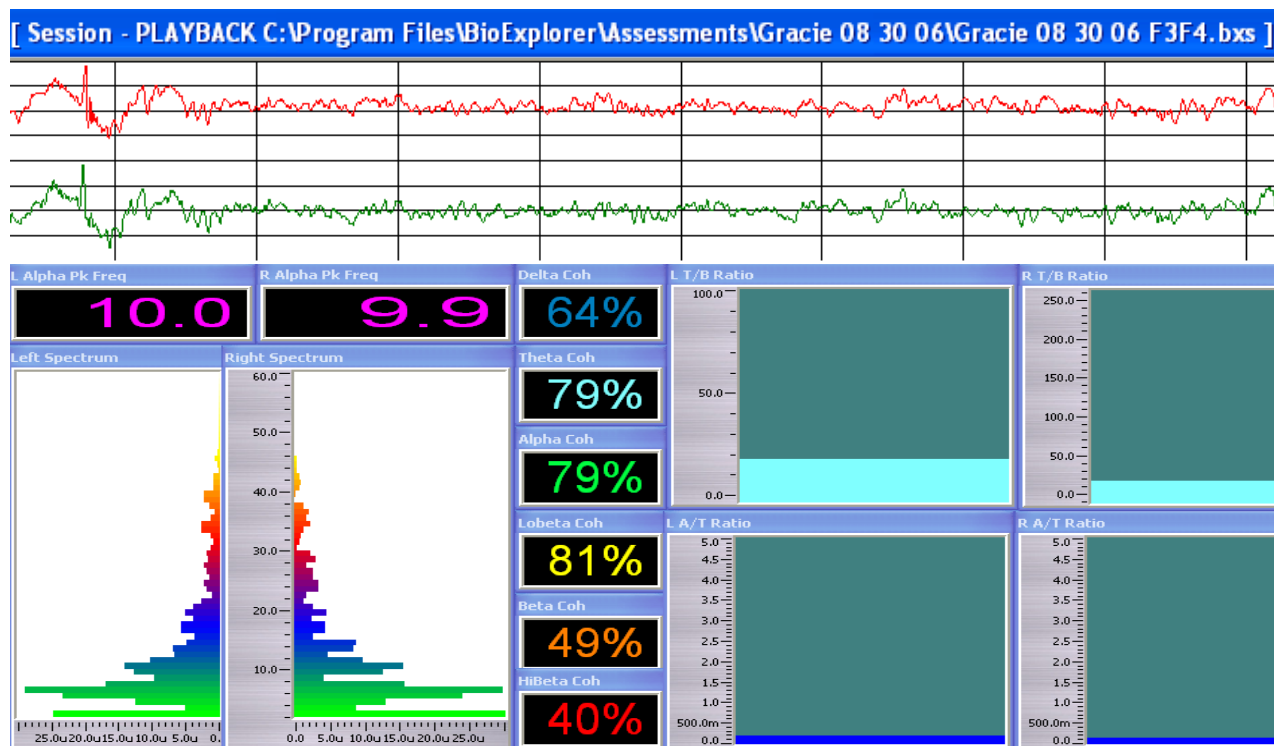 [ Session - PLAYBACK C:\Program Files\BioExplorer\Assessments\Gracie 08 30 06\Gracie 08 30 06 F3F4.bxs ]
L Alpha Pk Freq
10.0
R Alpha Pk Freq
9.9
Delta Coh
64%
Theta Coh
79%
Alpha Coh
79%
Lobeta Coh
81%
Beta Coh
49%
HiBeta Coh
40%
L T/B Ratio
100.0
50.0
0.0
R T/B Ratio
250.0
200.0
150.0
100.0
50.0
0.0
Left Spectrum
25.0u 20.0u 15.0u 10.0u 5.0u 0.
Right Spectrum
60.0
50.0
40.0
30.0
20.0
10.0
0.0 5.0u 10.0u 15.0u 20.0u 25.0u
L A/T Ratio
5.0
4.5
4.0
3.5
3.0
2.5
2.0
1.5
1.0
500.0m
0.0
R A/T Ratio
5.0
4.5
4.0
3.5
3.0
2.5
2.0
1.5
1.0
500.0m
0.0